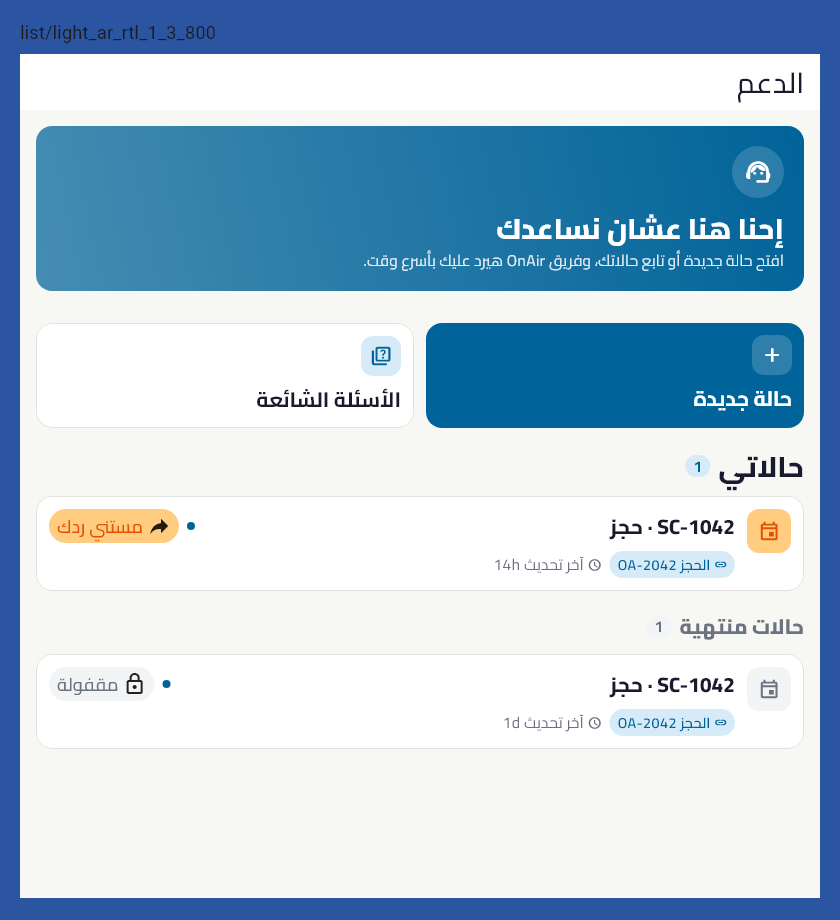 list/light_ar_rtl_1_3_800
الدعم
إحنا هنا عشان نساعدك
افتح حالة جديدة أو تابع حالاتك، وفريق OnAir هيرد عليك بأسرع وقت.
حالة جديدة
الأسئلة الشائعة
حالاتي 1
SC-1042 · حجز
مستني ردك
الحجز OA-2042
آخر تحديث 14h
حالات منتهية 1
SC-1042 · حجز
مقفولة
الحجز OA-2042
آخر تحديث 1d